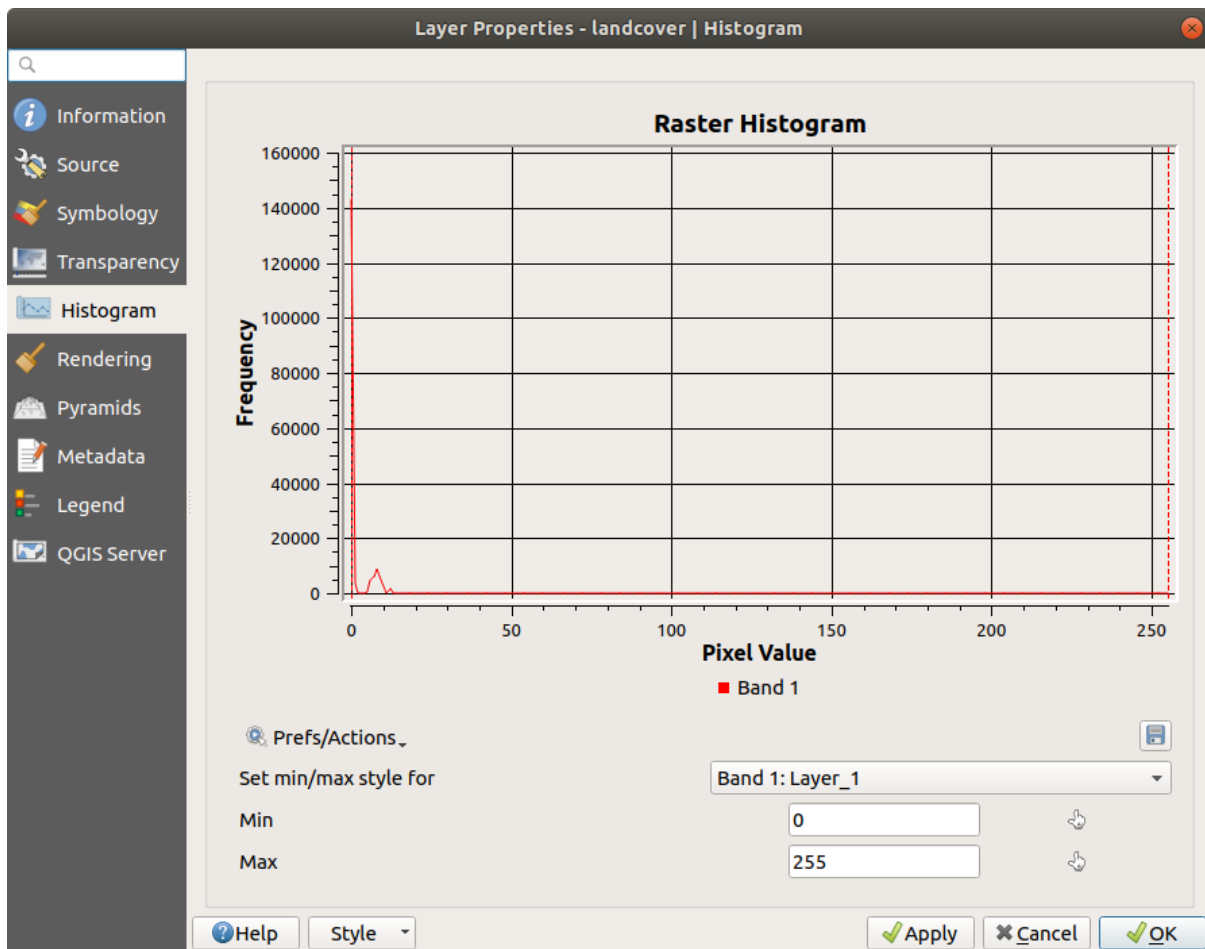 Layer Properties - landcover | Histogram
Information
Source
Symbology
Transparency
Histogram
Rendering
Pyramids
Metadata
Legend
QGIS Server
Raster Histogram
Frequency
160000
140000
120000
100000
80000
60000
40000
20000
0
0 50 100 150 200 250
Pixel Value
Band 1
Prefs/Actions
Set min/max style for Band 1: Layer_1
Min 0
Max 255
Help Style Apply Cancel OK